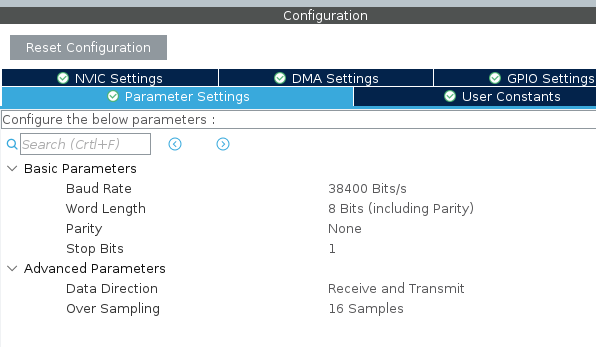 Configuration
Reset Configuration
NVIC Settings DMA Settings GPIO Settings
Parameter Settings User Constants
Configure the below parameters :
Search (Crtl+F)
Basic Parameters
Baud Rate 38400 Bits/s
Word Length 8 Bits (including Parity)
Parity None
Stop Bits 1
Advanced Parameters
Data Direction Receive and Transmit
Over Sampling 16 Samples